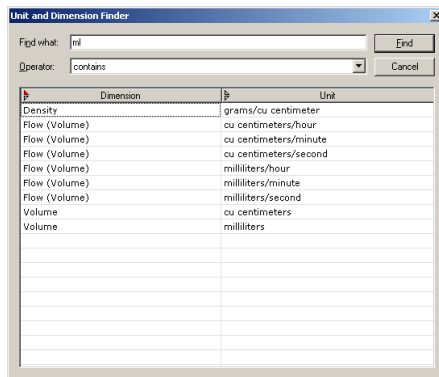 Unit and Dimension Finder
Find what: ml Find
Operator: contains Cancel
Dimension Unit
Density grams/cu centimeter
Flow (Volume) cu centimeters/hour
Flow (Volume) cu centimeters/minute
Flow (Volume) cu centimeters/second
Flow (Volume) milliliters/hour
Flow (Volume) milliliters/minute
Flow (Volume) milliliters/second
Volume cu centimeters
Volume milliliters